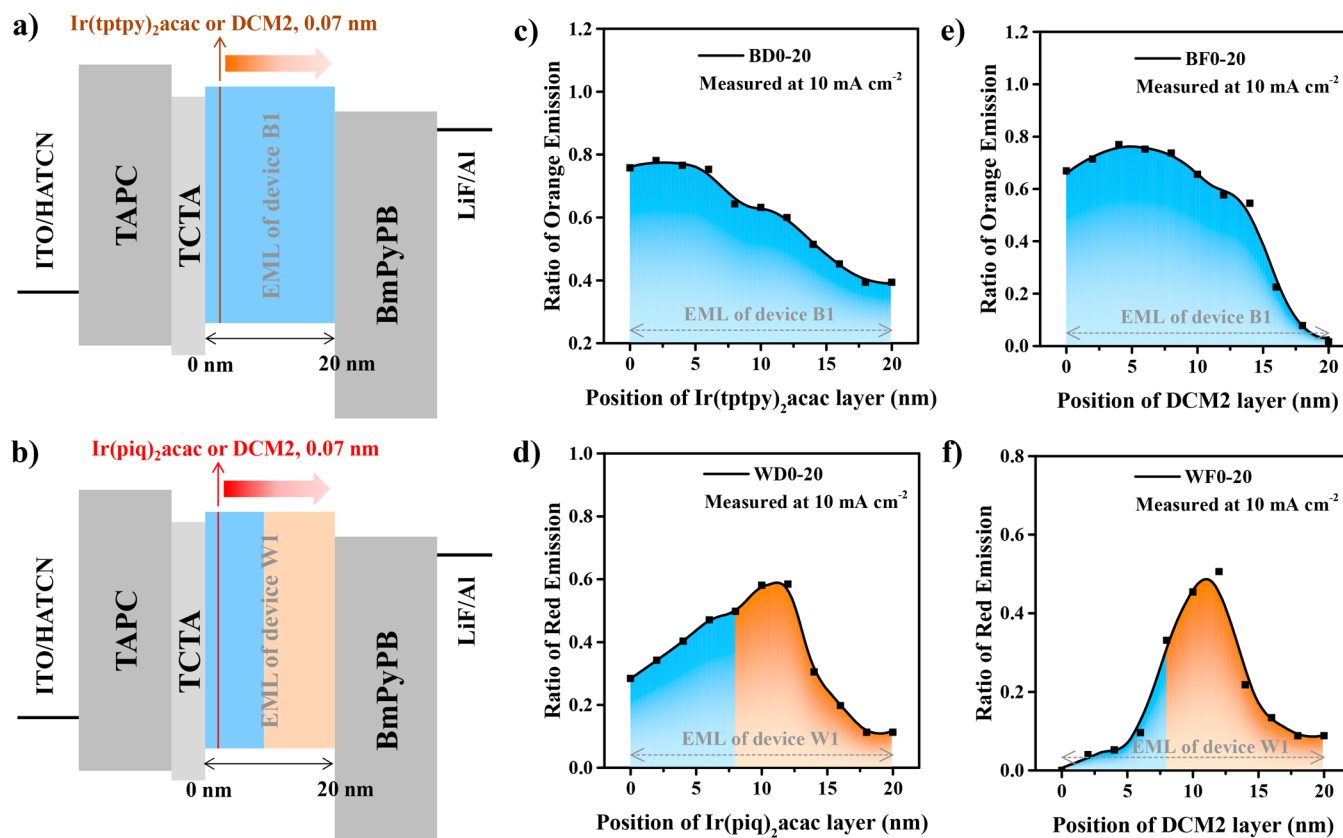 a)
Ir(tptpy)₂acac or DCM2, 0.07 nm
ITO/HATCN
TAPC
TCTA
EML of device B1
BmPyPB
LiF/Al
0 nm
20 nm
b)
Ir(piq)₂acac or DCM2, 0.07 nm
ITO/HATCN
TAPC
TCTA
EML of device W1
BmPyPB
LiF/Al
0 nm
20 nm
c)
Ratio of Orange Emission
1.2
1.0
0.8
0.6
0.4
0.2
BD0-20
Measured at 10 mA cm⁻²
EML of device B1
0 5 10 15 20
Position of Ir(tptpy)₂acac layer (nm)
d)
Ratio of Red Emission
1.0
0.8
0.6
0.4
0.2
0.0
WD0-20
Measured at 10 mA cm⁻²
EML of device W1
0 5 10 15 20
Position of Ir(piq)₂acac layer (nm)
e)
Ratio of Orange Emission
1.2
1.0
0.8
0.6
0.4
0.2
0.0
BF0-20
Measured at 10 mA cm⁻²
EML of device B1
0 5 10 15 20
Position of DCM2 layer (nm)
f)
Ratio of Red Emission
0.8
0.6
0.4
0.2
0.0
WF0-20
Measured at 10 mA cm⁻²
EML of device W1
0 5 10 15 20
Position of DCM2 layer (nm)